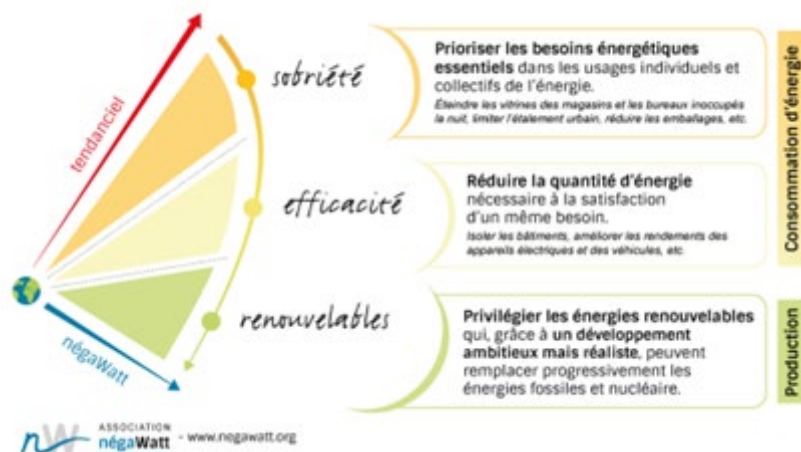 tendanciel
négaWatt
sobriété
Prioriser les besoins énergétiques
essentiels dans les usages individuels et
collectifs de l'énergie.
Éteindre les vitrines des magasins et les bureaux inoccupés
la nuit, limiter l'étalement urbain, réduire les emballages, etc.
efficacité
Réduire la quantité d'énergie
nécessaire à la satisfaction
d'un même besoin.
Isoler les bâtiments, améliorer les rendements des
appareils électriques et des véhicules, etc
Consommation d'énergie
renouvelables
Privilégier les énergies renouvelables
qui, grâce à un développement
ambitieux mais réaliste, peuvent
remplacer progressivement les
énergies fossiles et nucléaire.
Production
nW
ASSOCIATION
négaWatt - www.negawatt.org